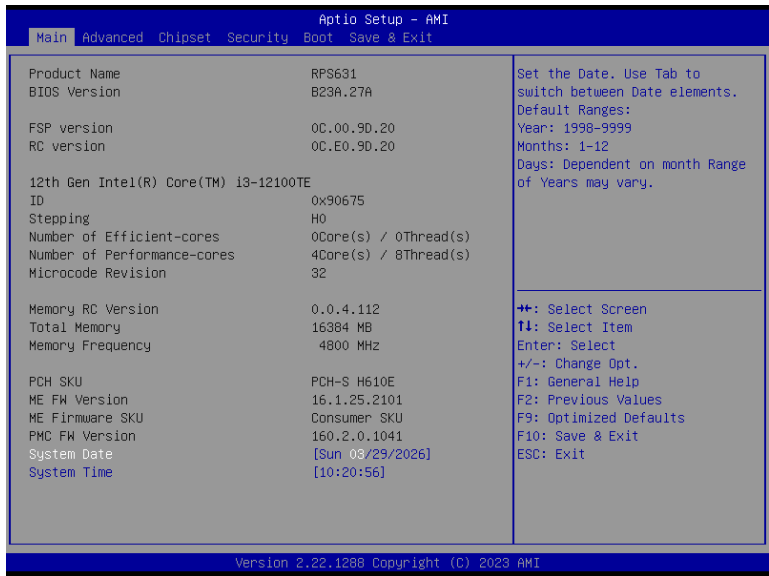 Aptio Setup – AMI
Main Advanced Chipset Security Boot Save & Exit
Product Name RPS631
BIOS Version B23A.27A
FSP version 0C.00.9D.20
RC version 0C.E0.9D.20
12th Gen Intel(R) Core(TM) i3-12100TE
ID 0x90675
Stepping H0
Number of Efficient-cores 0Core(s) / 0Thread(s)
Number of Performance-cores 4Core(s) / 8Thread(s)
Microcode Revision 32
Memory RC Version 0.0.4.112
Total Memory 16384 MB
Memory Frequency 4800 MHz
PCH SKU PCH-S H610E
ME FW Version 16.1.25.2101
ME Firmware SKU Consumer SKU
PMC FW Version 160.2.0.1041
System Date [Sun 03/29/2026]
System Time [10:20:56]
Set the Date. Use Tab to
switch between Date elements.
Default Ranges:
Year: 1998-9999
Months: 1-12
Days: Dependent on month Range
of Years may vary.
→←: Select Screen
↑↓: Select Item
Enter: Select
+/-: Change Opt.
F1: General Help
F2: Previous Values
F9: Optimized Defaults
F10: Save & Exit
ESC: Exit
Version 2.22.1288 Copyright (C) 2023 AMI